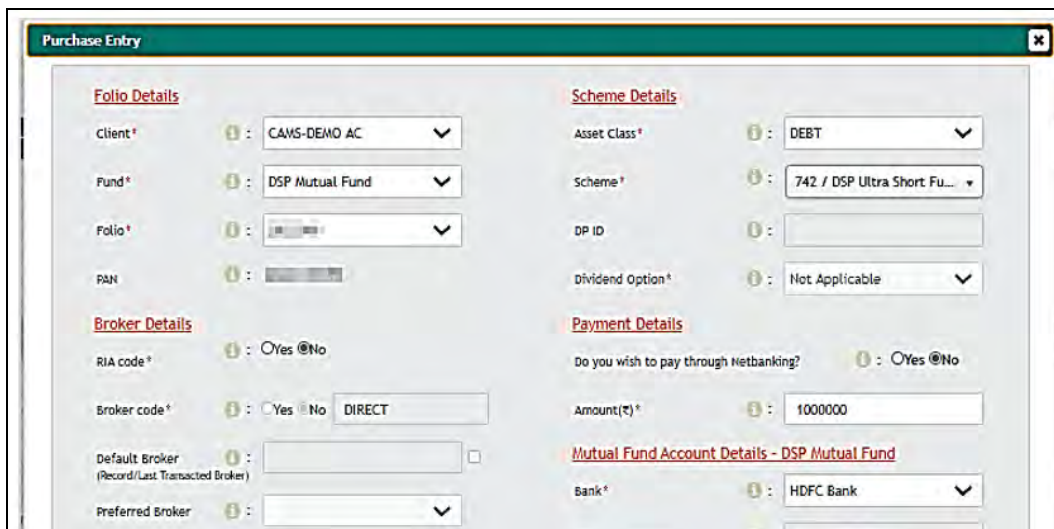 Purchase Entry
Folio Details
Client* : CAMS-DEMO AC
Fund* : DSP Mutual Fund
Folio* :
PAN :
Broker Details
RIA code* : Yes No
Broker code* : Yes No DIRECT
Default Broker :
(Record/Last Transacted Broker)
Preferred Broker :
Scheme Details
Asset Class* : DEBT
Scheme* : 742 / DSP Ultra Short Fu...
DP ID :
Dividend Option* : Not Applicable
Payment Details
Do you wish to pay through Netbanking? : Yes No
Amount(₹)* : 1000000
Mutual Fund Account Details - DSP Mutual Fund
Bank* : HDFC Bank